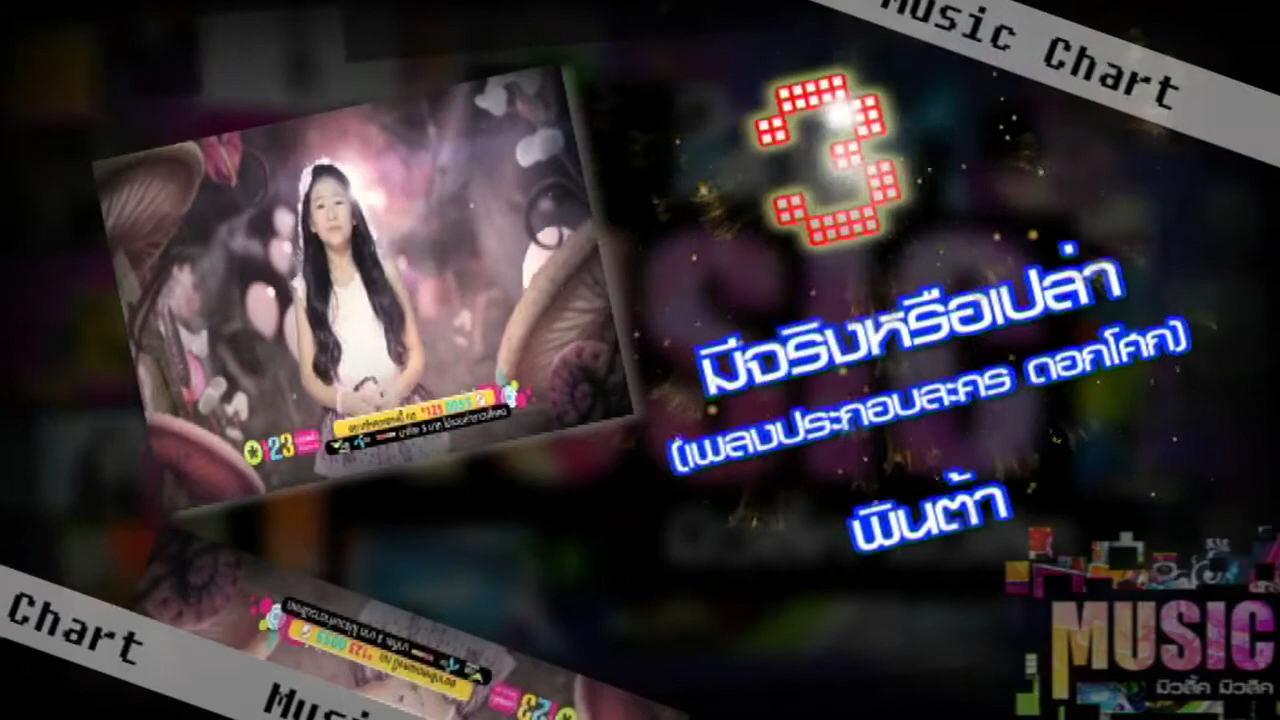 Music Chart
3
มีจริงหรือเปล่า
(เพลงประกอบละคร ดอกโศก)
พินต้า
*123
Chart
MUSIC
มิวสิค มิวสิค